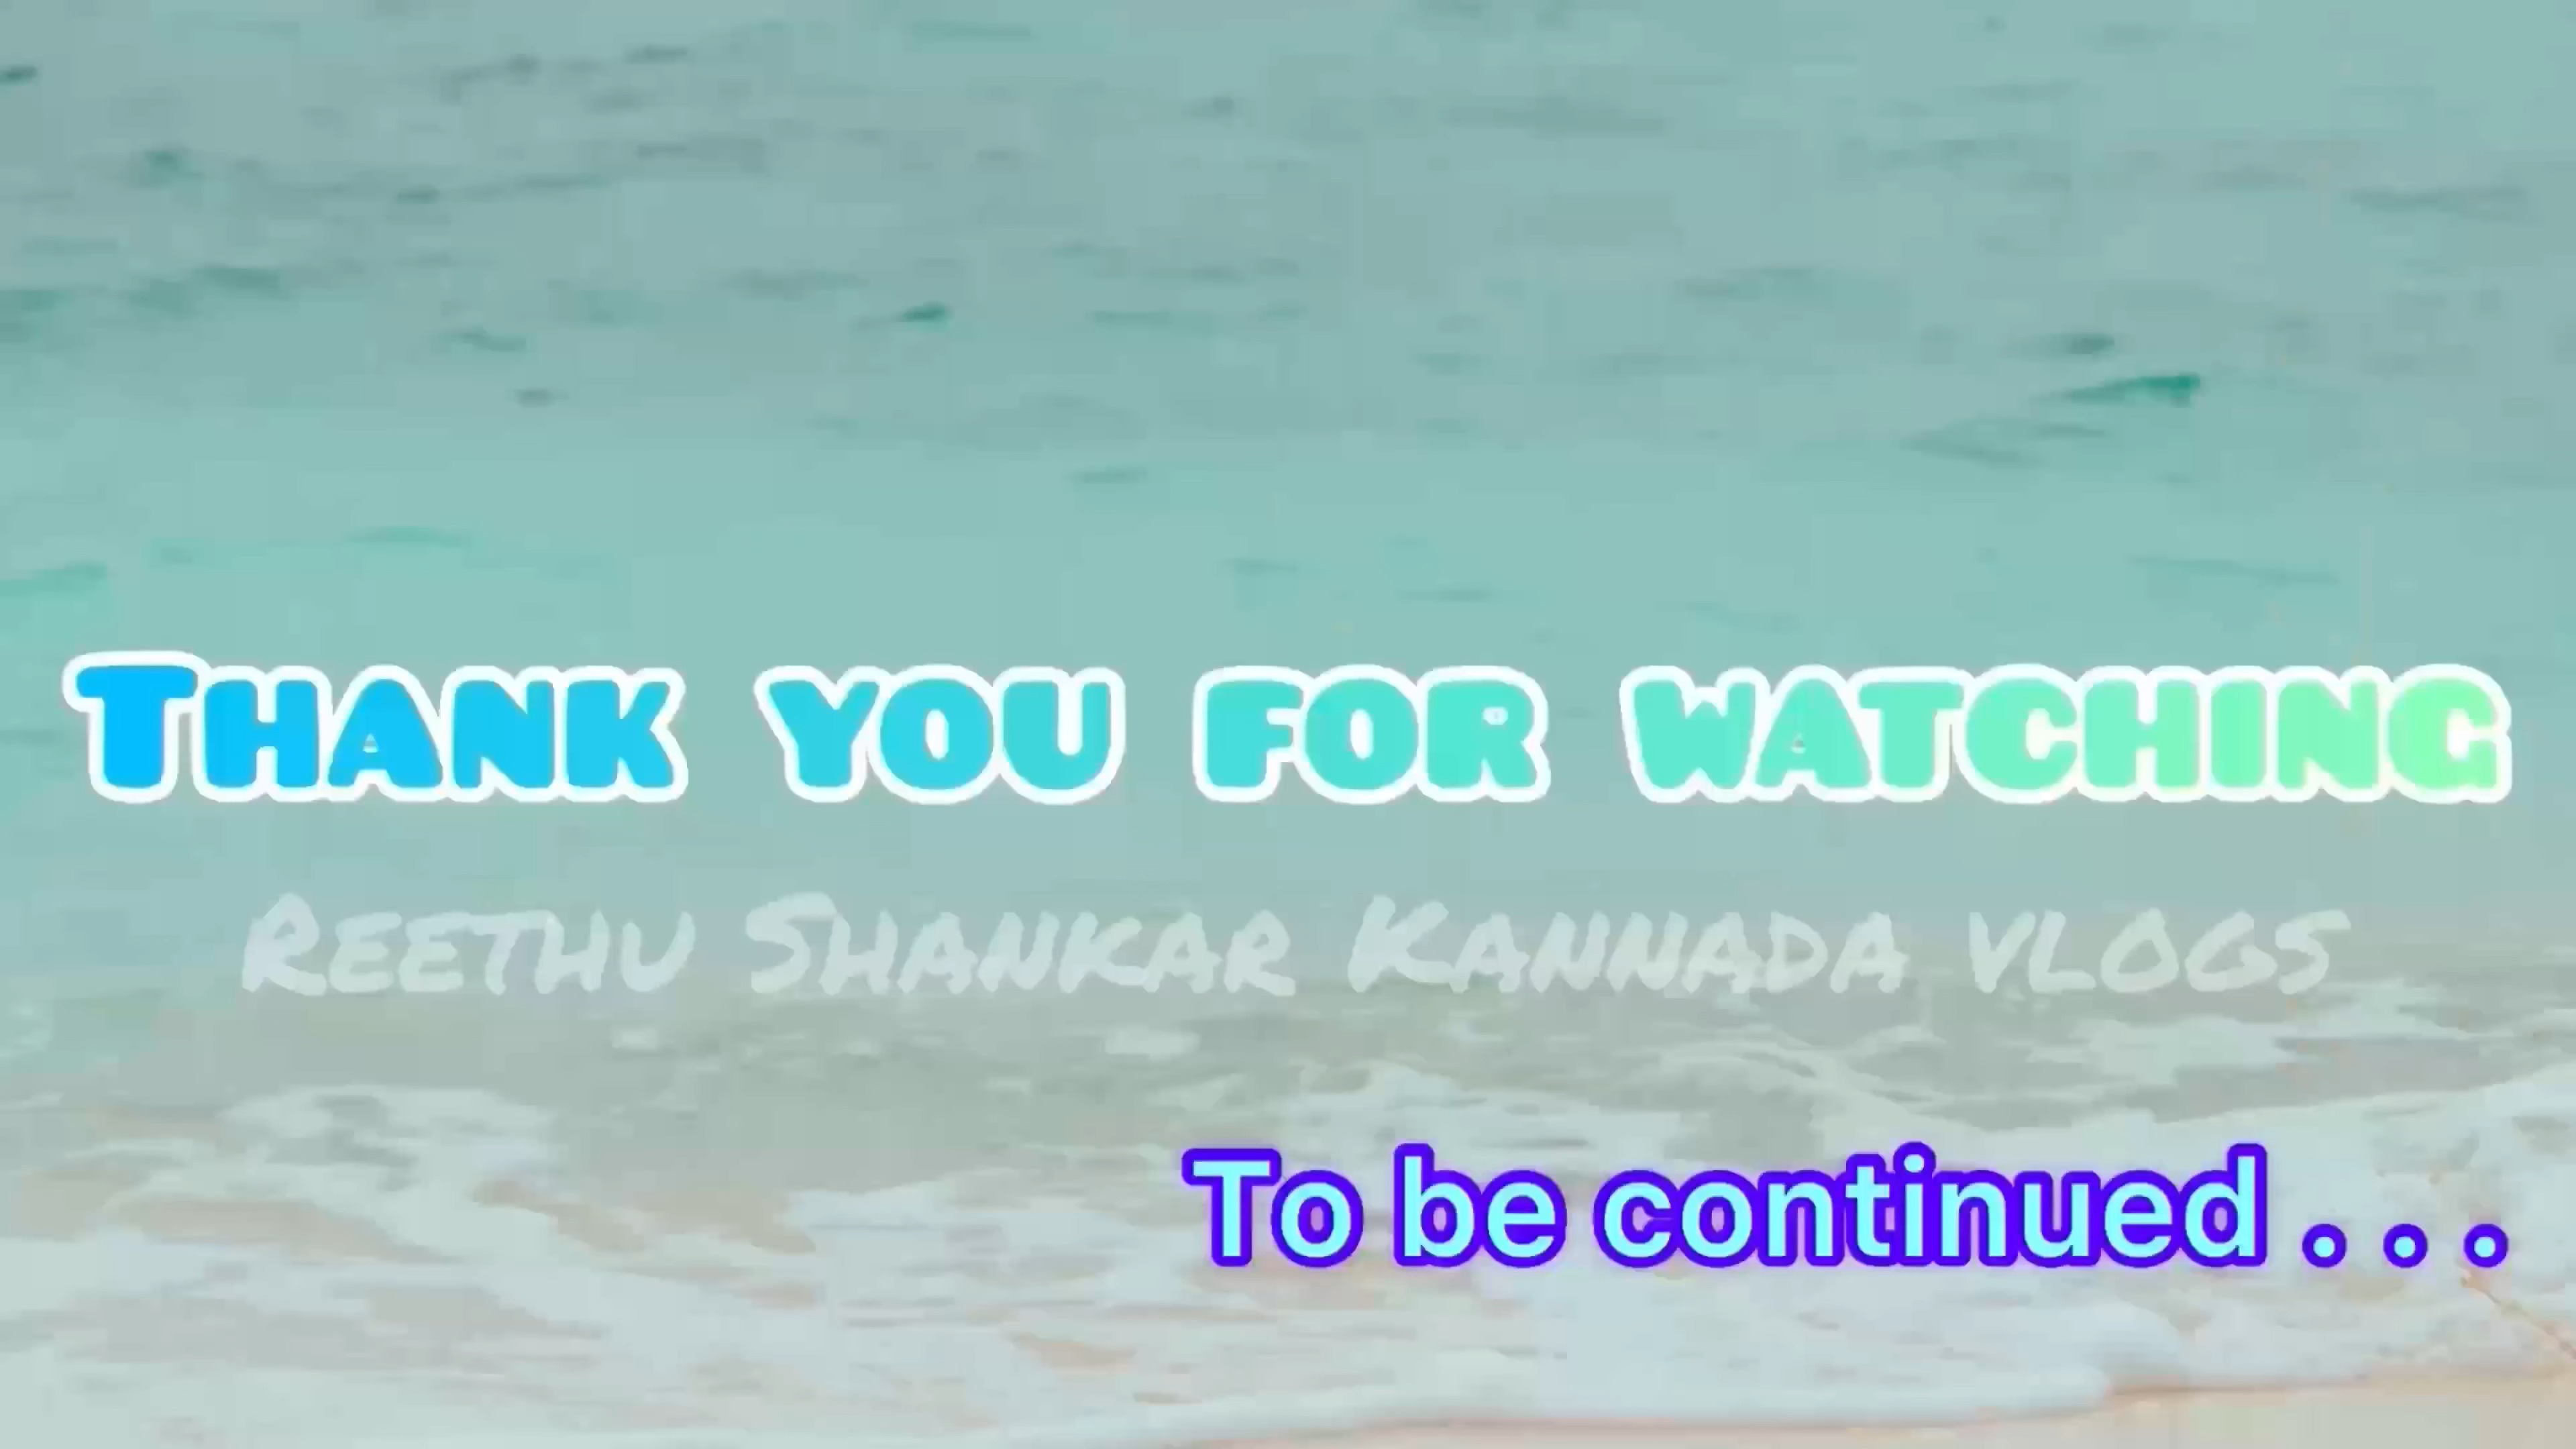 Thank you for watching
Reethu Shankar Kannada vlogs
To be continued . . .